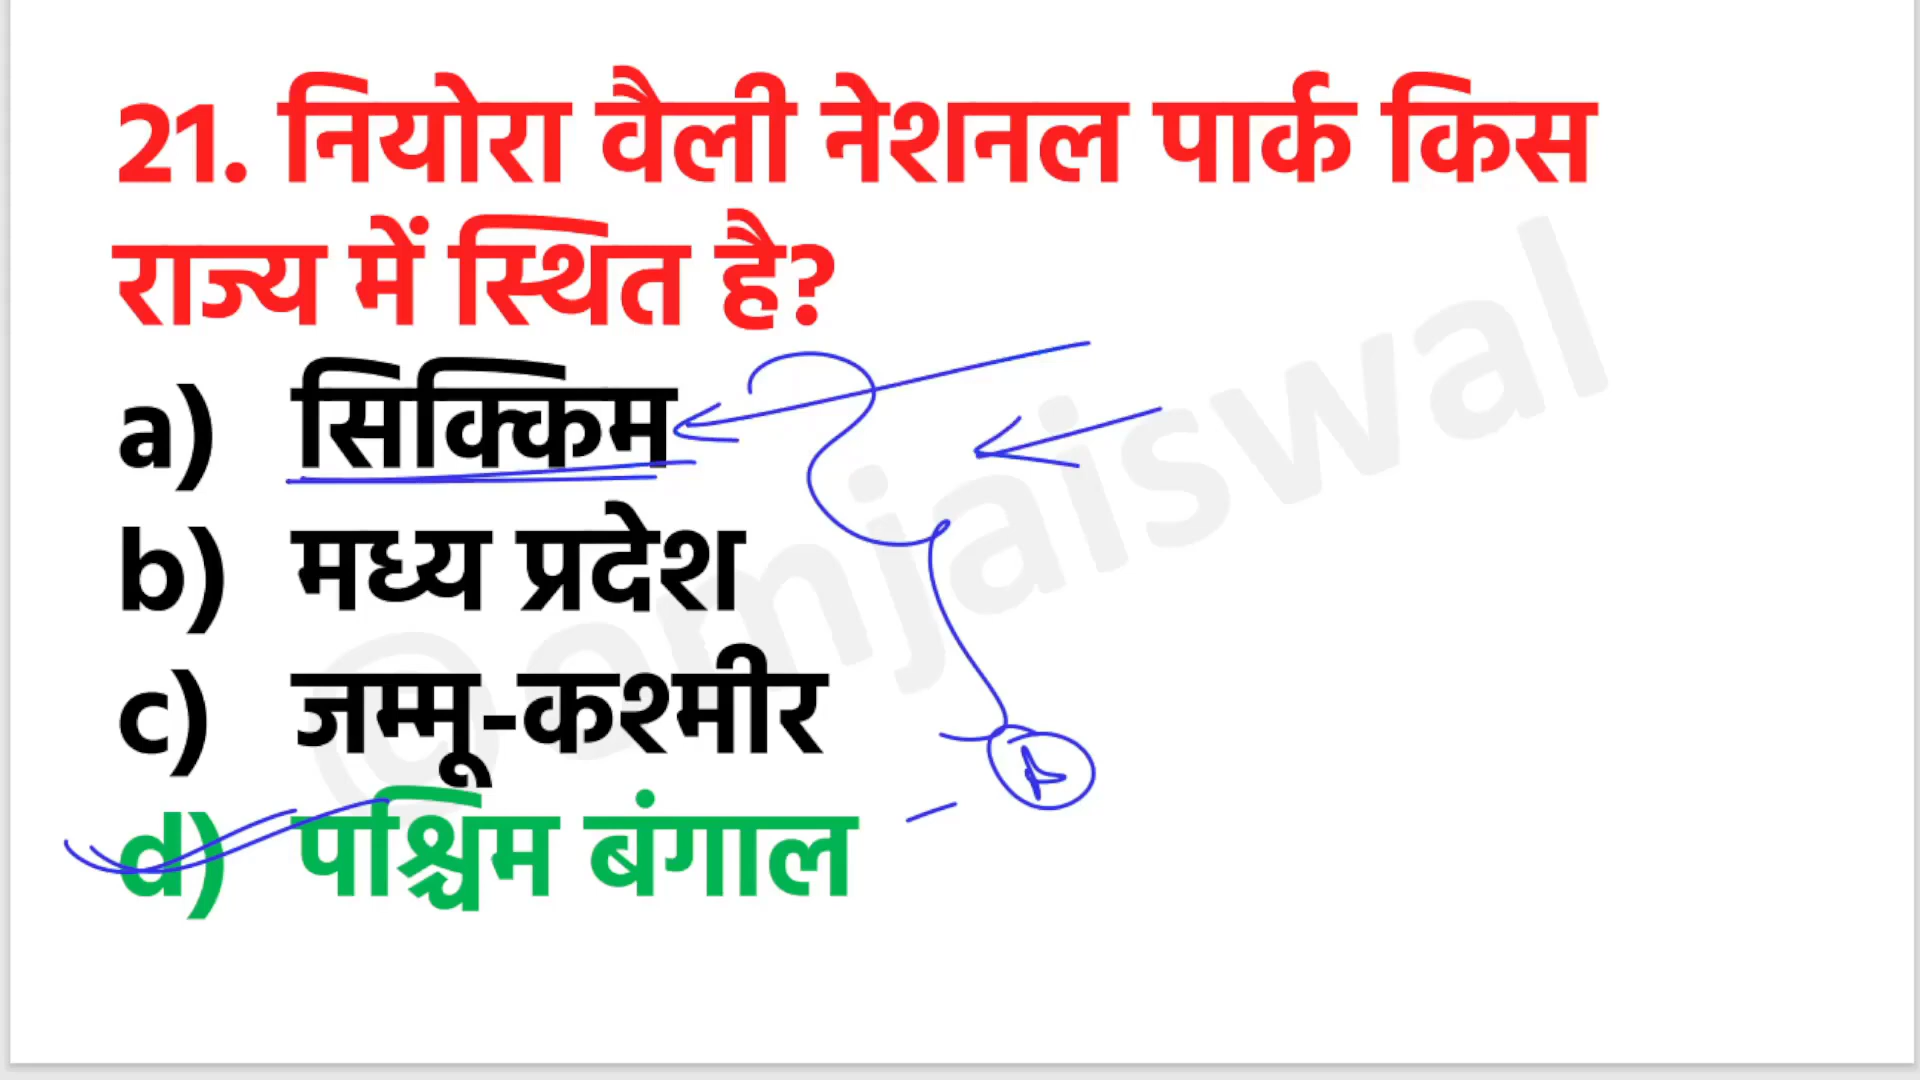 21. नियोरा वैली नेशनल पार्क किस
राज्य में स्थित है?
a) सिक्किम
b) मध्य प्रदेश
c) जम्मू-कश्मीर
d) पश्चिम बंगाल
@omjaiswal